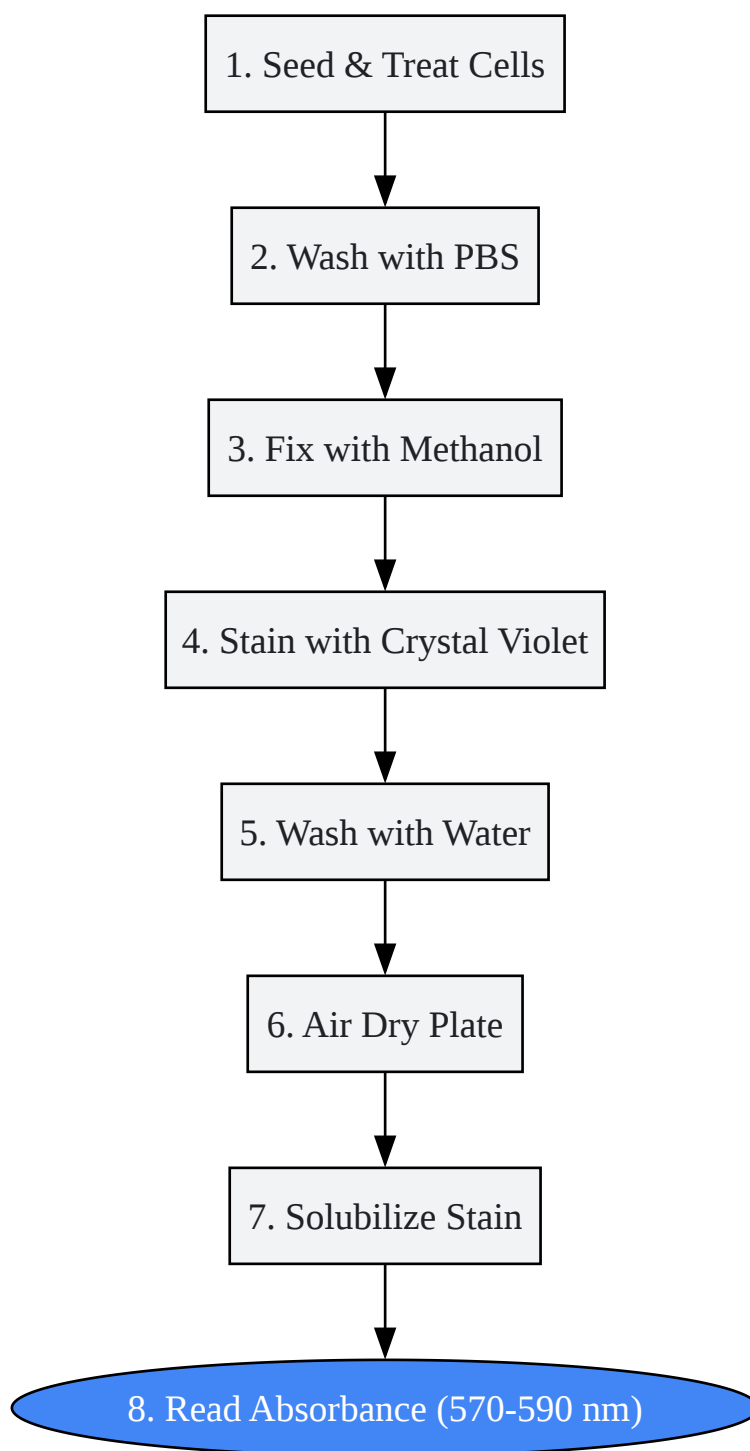 1. Seed & Treat Cells
2. Wash with PBS
3. Fix with Methanol
4. Stain with Crystal Violet
5. Wash with Water
6. Air Dry Plate
7. Solubilize Stain
8. Read Absorbance (570-590 nm)